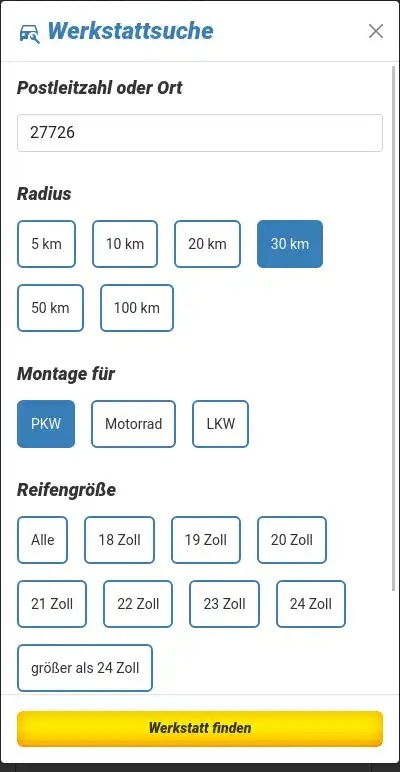 Werkstattsuche
Postleitzahl oder Ort
27726
Radius
5 km 10 km 20 km 30 km
50 km 100 km
Montage für
PKW Motorrad LKW
Reifengröße
Alle 18 Zoll 19 Zoll 20 Zoll
21 Zoll 22 Zoll 23 Zoll 24 Zoll
größer als 24 Zoll
Werkstatt finden